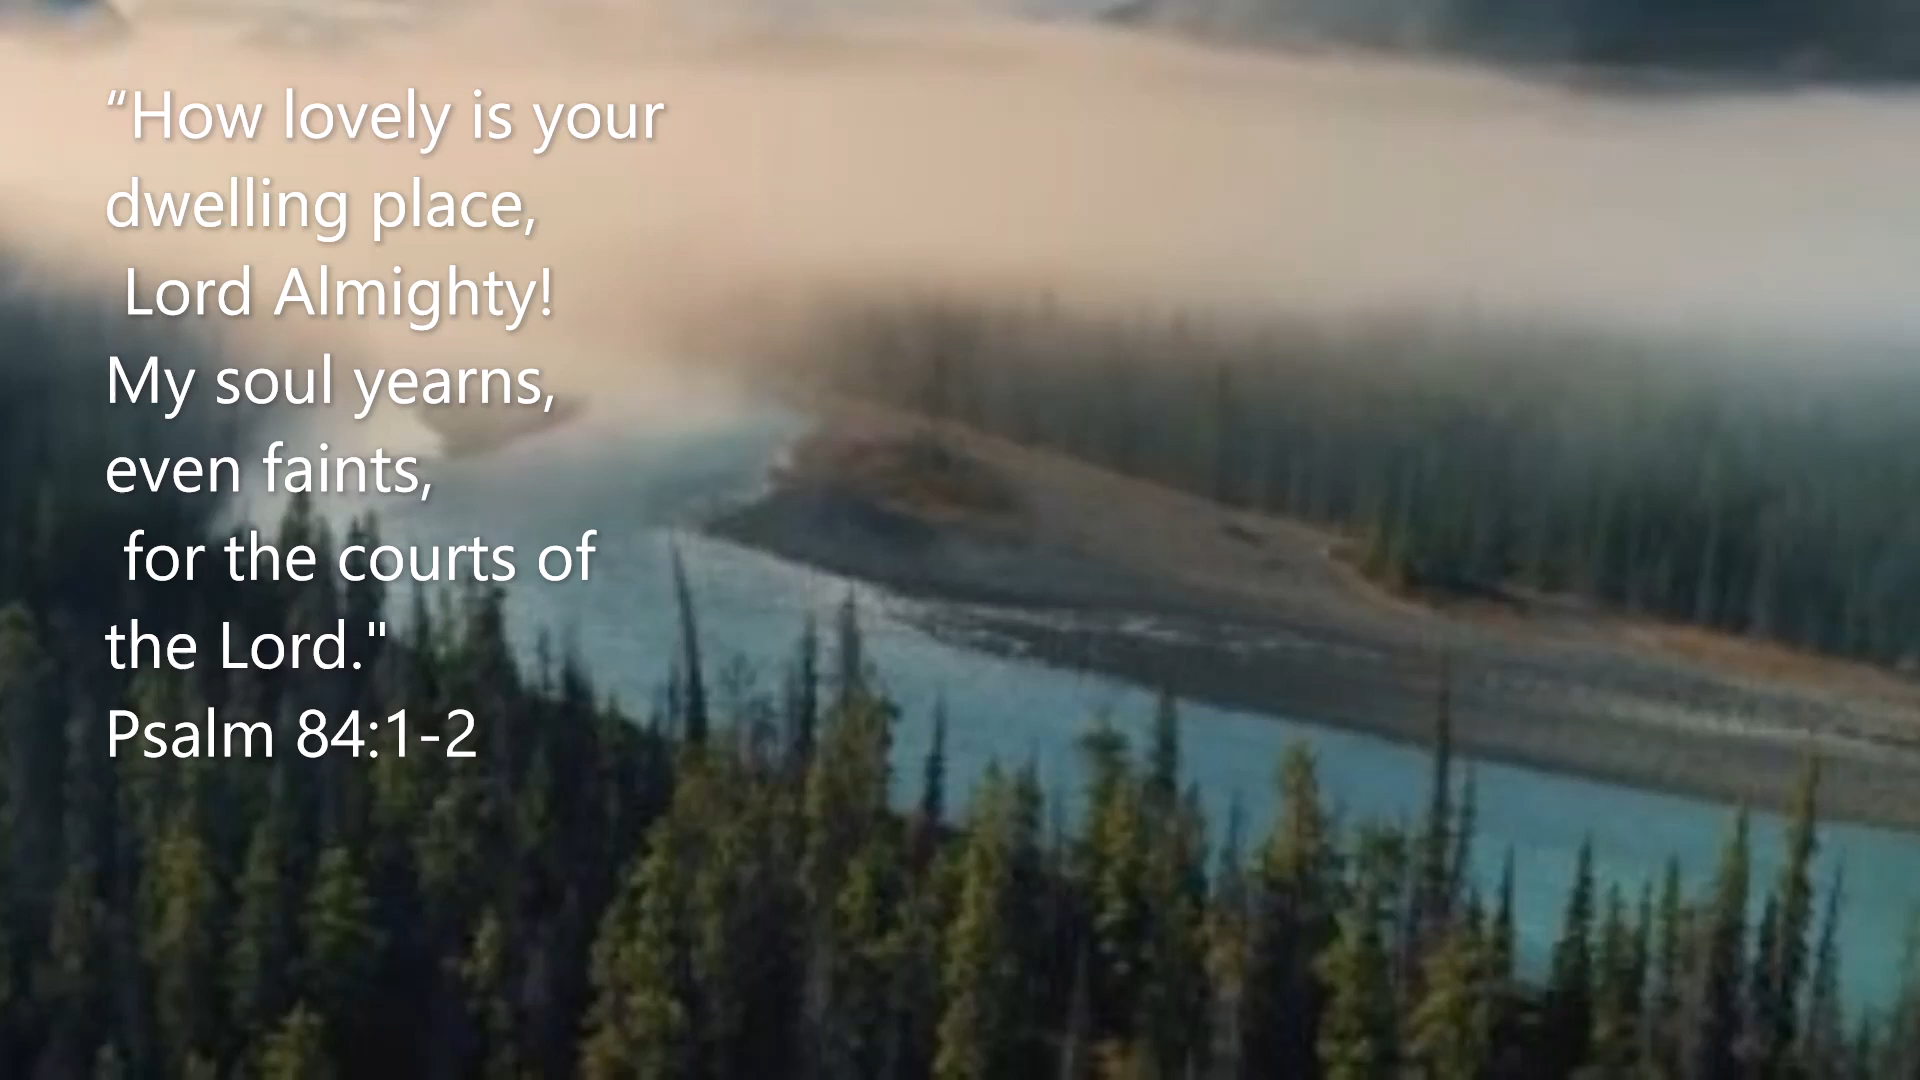 “How lovely is your
dwelling place,
Lord Almighty!
My soul yearns,
even faints,
for the courts of
the Lord."
Psalm 84:1-2